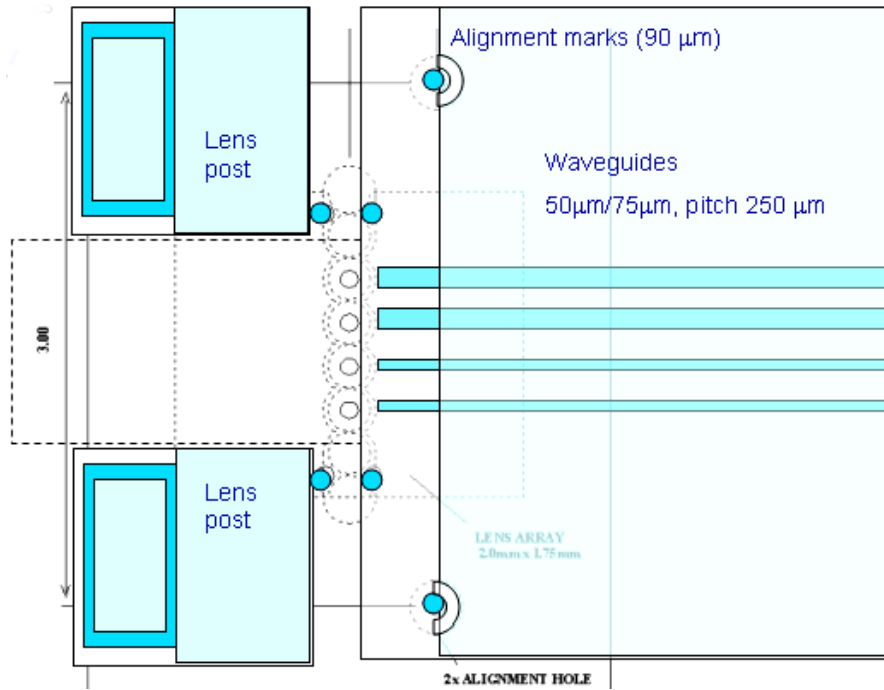 Alignment marks (90 μm)
Lens
post
Waveguides
50μm/75μm, pitch 250 μm
3.00
Lens
post
LENS ARRAY
2.0mm x 1.75mm
2x ALIGNMENT HOLE